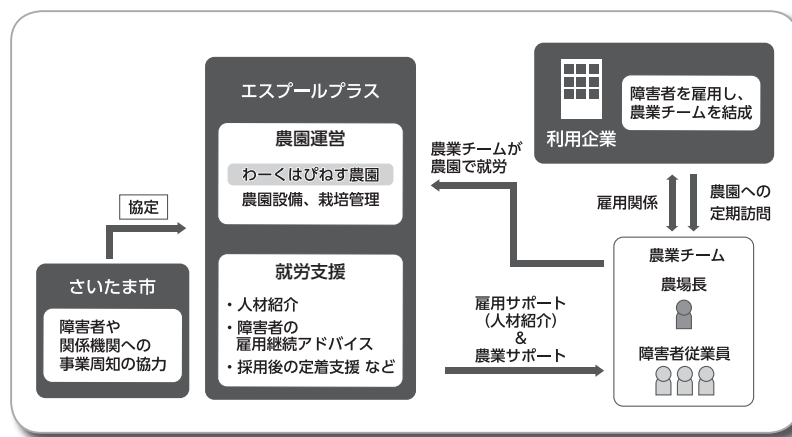 エスプールプラス
農園運営
わーくはぴねす農園
農園設備、栽培管理
就労支援
・人材紹介
・障害者の
雇用継続アドバイス
・採用後の定着支援 など
協定
さいたま市
障害者や
関係機関への
事業周知の協力
農業チームが
農園で就労
利用企業
障害者を雇用し、
農業チームを結成
雇用関係
農園への
定期訪問
農業チーム
農場長
障害者従業員
雇用サポート
（人材紹介）
&
農業サポート